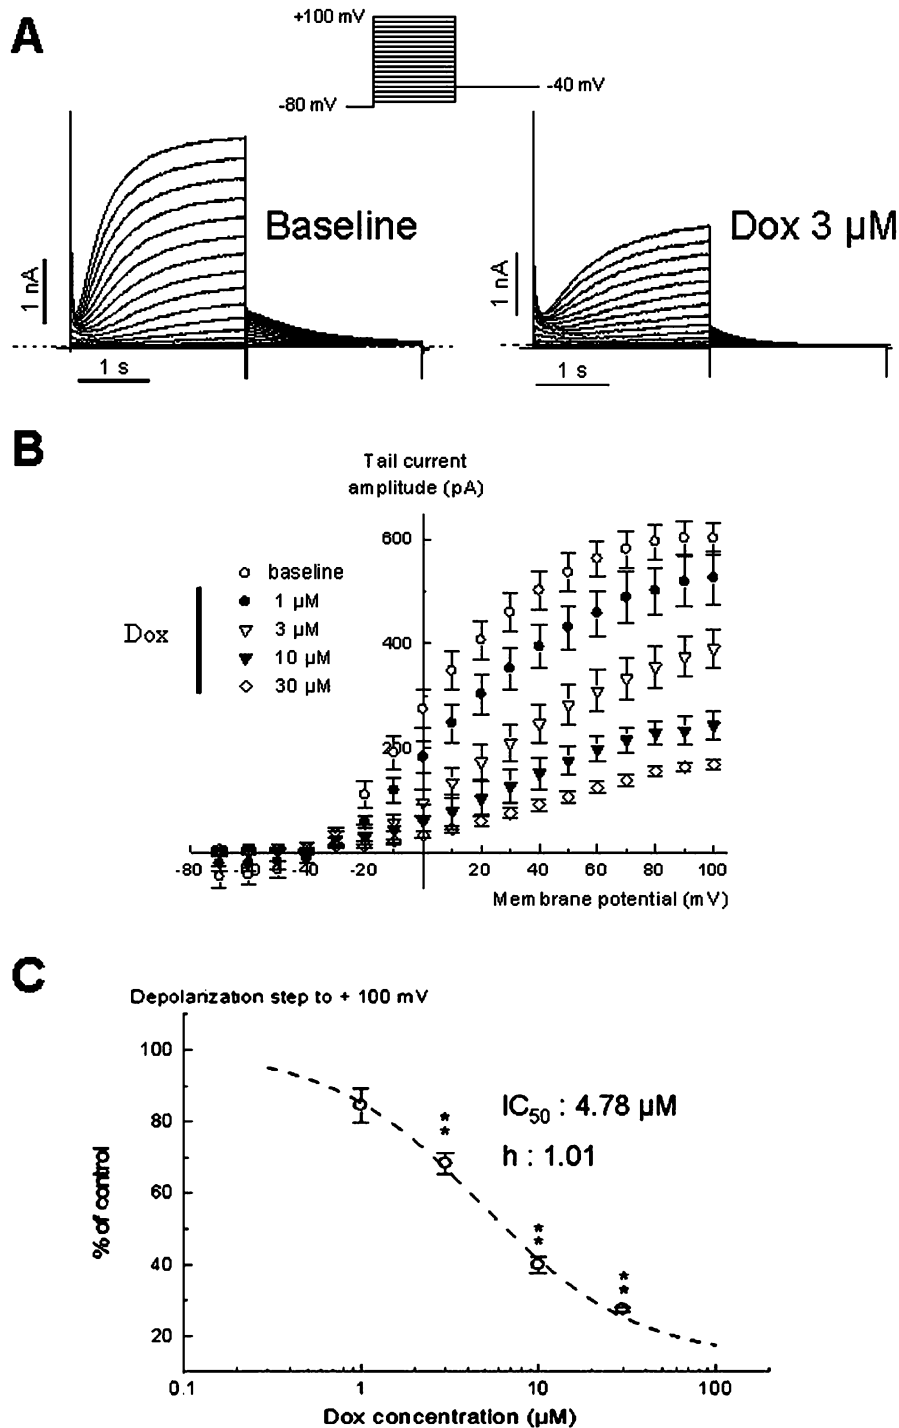 A
+100 mV
-80 mV
-40 mV
Baseline
Dox 3 µM
1 nA
1 nA
1 s
1 s
B
Tail current
amplitude (pA)
600
400
200
baseline
Dox
1 µM
3 µM
10 µM
30 µM
-80
-40
-20
20
40
60
80
100
Membrane potential (mV)
C
Depolarization step to + 100 mV
100
80
60
40
20
% of control
IC50 : 4.78 µM
h : 1.01
**
**
**
0.1
1
10
100
Dox concentration (µM)